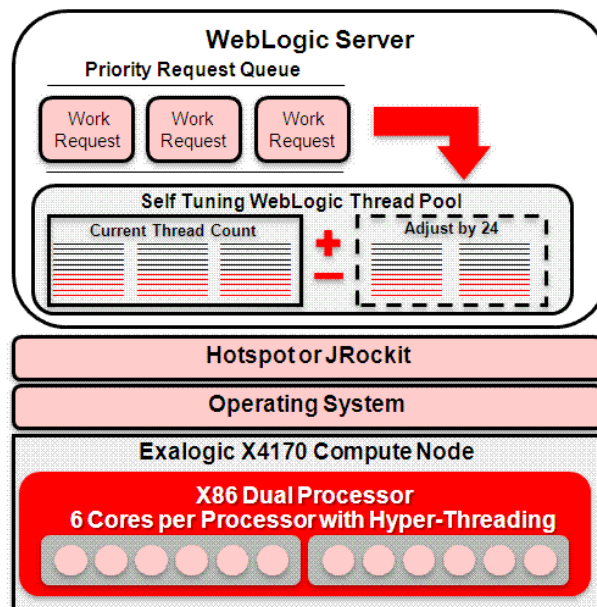 WebLogic Server
Priority Request Queue
Work
Request
Work
Request
Work
Request
Self Tuning WebLogic Thread Pool
Current Thread Count
Adjust by 24
Hotspot or JRockit
Operating System
Exalogic X4170 Compute Node
X86 Dual Processor
6 Cores per Processor with Hyper-Threading